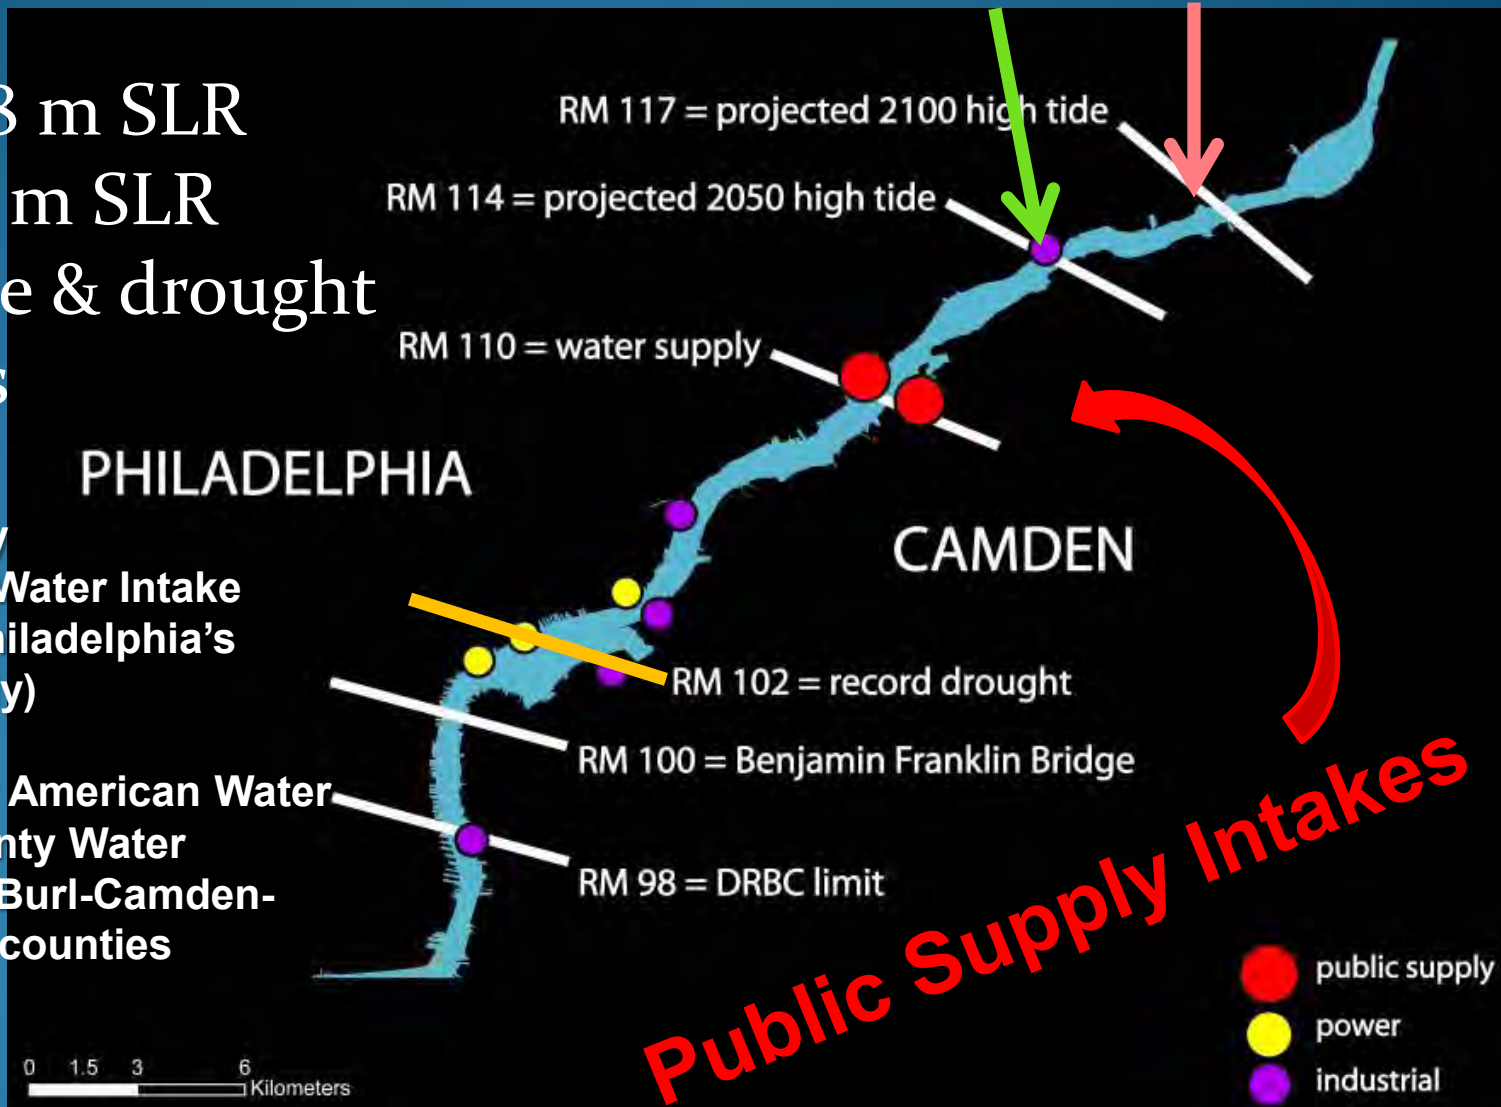 3 m SLR
m SLR
e & drought
s
y
Water Intake
hiladelphia's
y)
American Water
nty Water
Burl-Camden-
counties
RM 117 = projected 2100 high tide
RM 114 = projected 2050 high tide
RM 110 = water supply
PHILADELPHIA
CAMDEN
RM 102 = record drought
RM 100 = Benjamin Franklin Bridge
RM 98 = DRBC limit
Public Supply Intakes
public supply
power
industrial
0 1.5 3 6
Kilometers